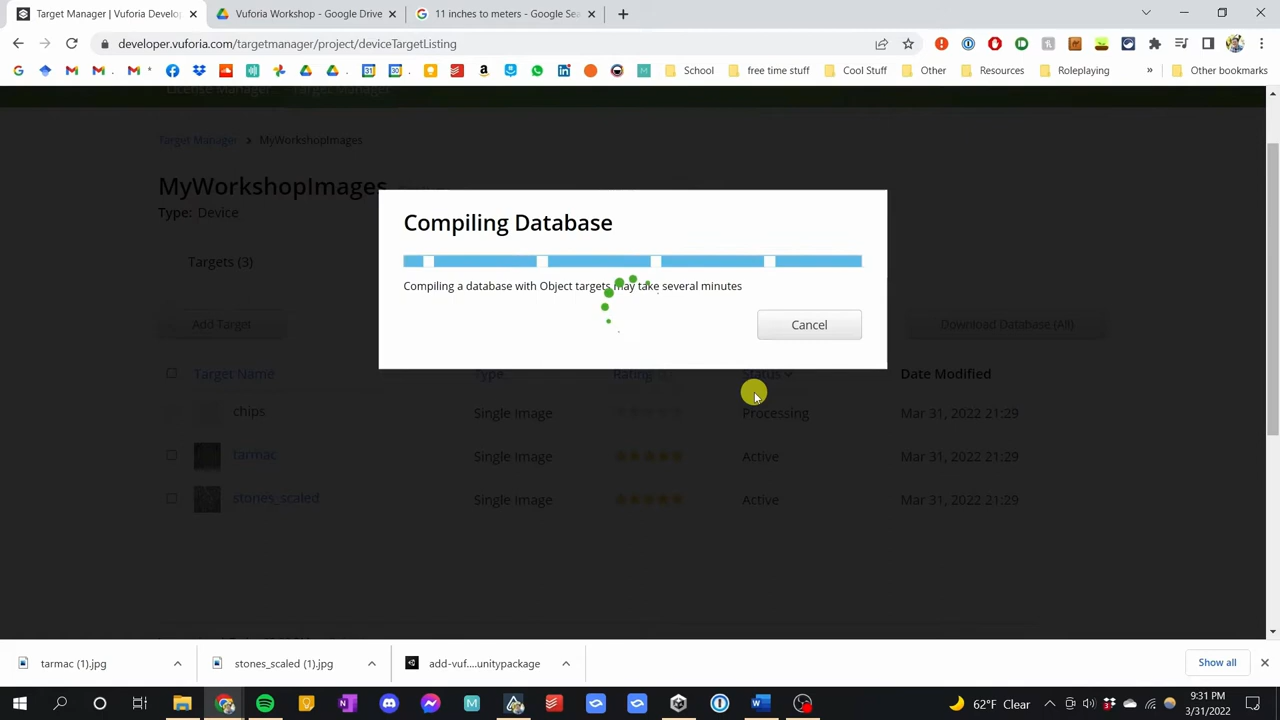 Target Manager | Vuforia Develop
Vuforia Workshop - Google Drive
11 inches to meters - Google Sea
developer.vuforia.com/targetmanager/project/deviceTargetListing
School
free time stuff
Cool Stuff
Other
Resources
Roleplaying
»
Other bookmarks
License Manager
Target Manager
Target Manager > MyWorkshopImages
MyWorkshopImages
Type: Device
Targets (3)
Add Target
Download Database (All)
Compiling Database
Compiling a database with Object targets may take several minutes
Cancel
Target Name
Type
Rating
Status
Date Modified
chips
Single Image
Processing
Mar 31, 2022 21:29
tarmac
Single Image
Active
Mar 31, 2022 21:29
stones_scaled
Single Image
Active
Mar 31, 2022 21:29
tarmac (1).jpg
stones_scaled (1).jpg
add-vuf....unitypackage
Show all
62°F Clear
9:31 PM
3/31/2022